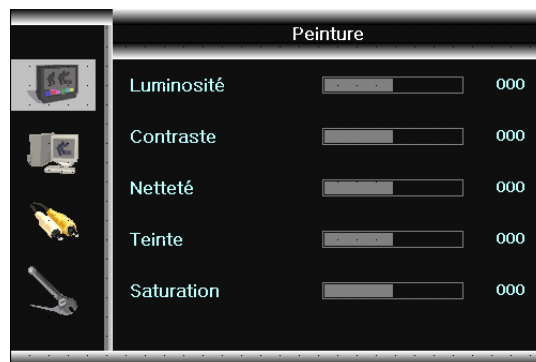 Peinture
Luminosité 000
Contraste 000
Netteté 000
Teinte 000
Saturation 000